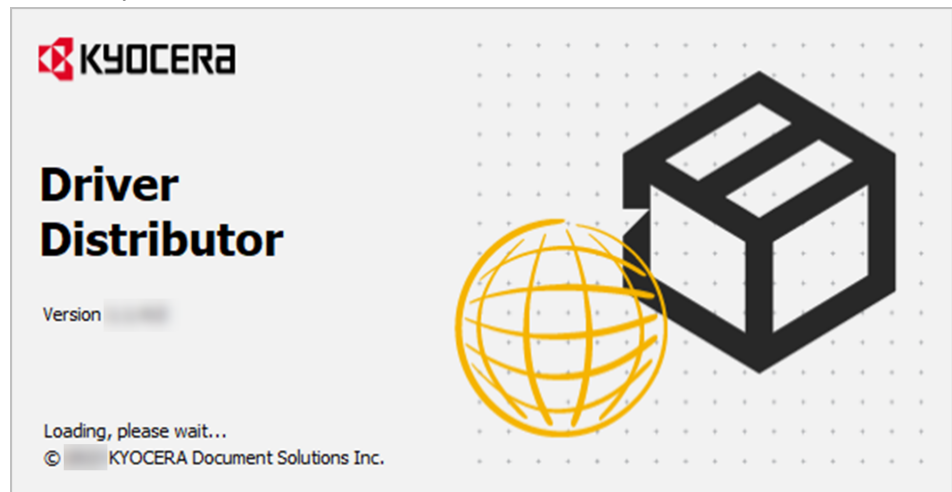 KYOCERA
Driver
Distributor
Version
Loading, please wait...
© KYOCERA Document Solutions Inc.